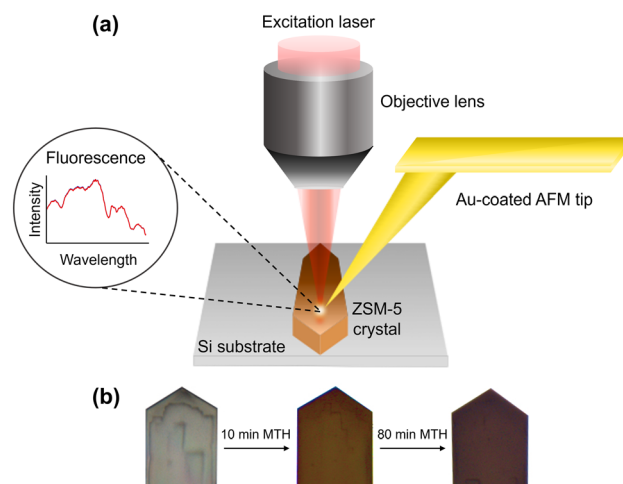 (a)
Excitation laser
Objective lens
Fluorescence
Intensity
Wavelength
Au-coated AFM tip
ZSM-5
crystal
Si substrate
(b)
10 min MTH
80 min MTH